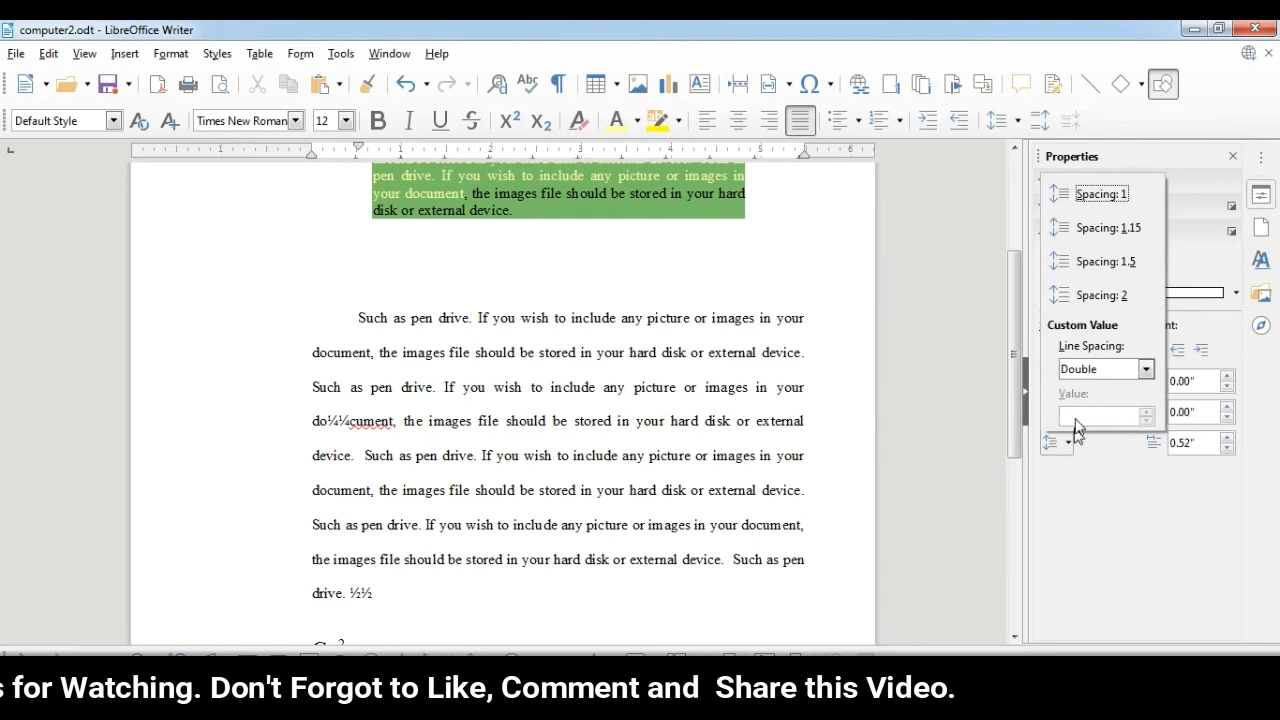 computer2.odt - LibreOffice Writer
File Edit View Insert Format Styles Table Form Tools Window Help
Default Style Times New Roman 12
1 1 2 3 4 5 6
pen drive. If you wish to include any picture or images in
your document, the images file should be stored in your hard
disk or external device.
Such as pen drive. If you wish to include any picture or images in your
document, the images file should be stored in your hard disk or external device.
Such as pen drive. If you wish to include any picture or images in your
do¼¼cument, the images file should be stored in your hard disk or external
device. Such as pen drive. If you wish to include any picture or images in your
document, the images file should be stored in your hard disk or external device.
Such as pen drive. If you wish to include any picture or images in your document,
the images file should be stored in your hard disk or external device. Such as pen
drive. ½½
Properties
Spacing: 1
Spacing: 1.15
Spacing: 1.5
Spacing: 2
Custom Value
Line Spacing:
Double
Value:
0.00"
0.00"
0.52"
s for Watching. Don't Forgot to Like, Comment and Share this Video.